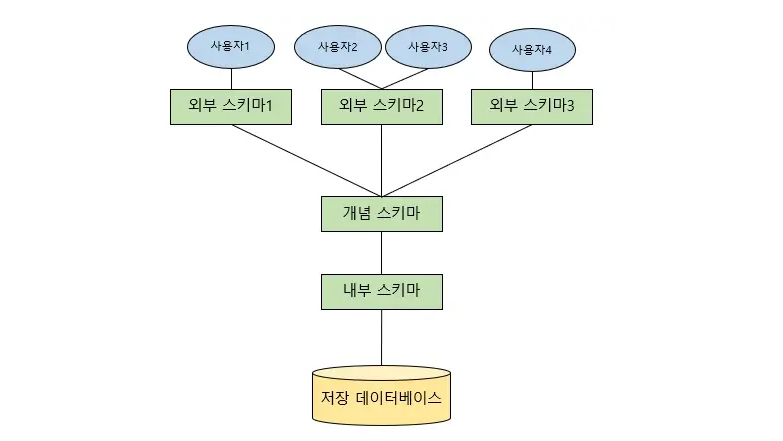 사용자1
사용자2
사용자3
사용자4
외부 스키마1
외부 스키마2
외부 스키마3
개념 스키마
내부 스키마
저장 데이터베이스